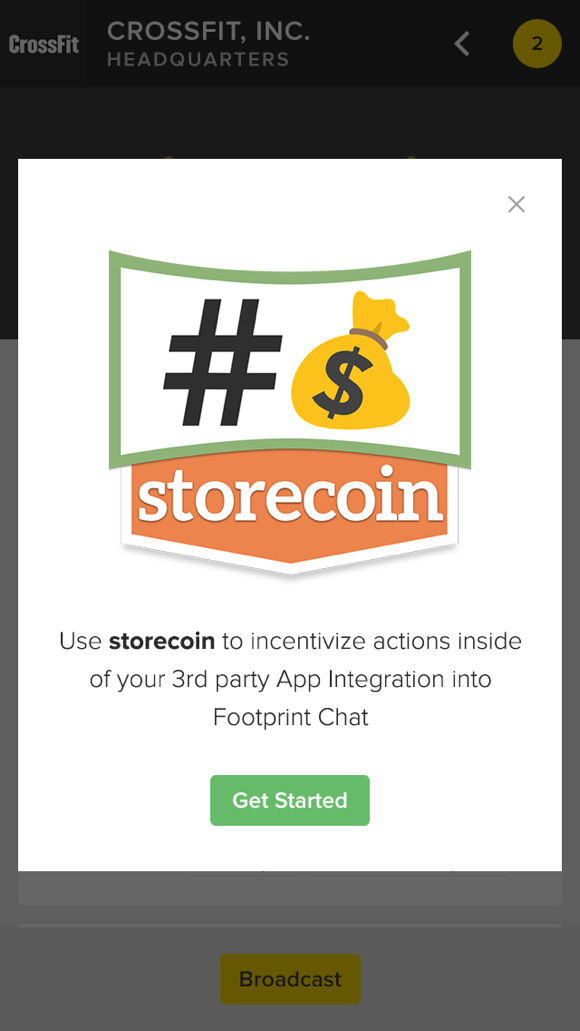 CrossFit
CROSSFIT, INC.
HEADQUARTERS
2
#$
storecoin
Use storecoin to incentivize actions inside
of your 3rd party App Integration into
Footprint Chat
Get Started
Broadcast